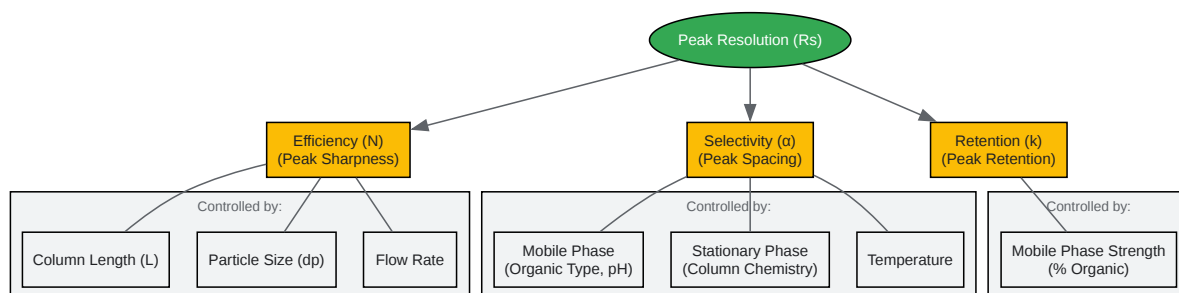 Peak Resolution (Rs)
Efficiency (N)
(Peak Sharpness)
Selectivity (α)
(Peak Spacing)
Retention (k)
(Peak Retention)
Controlled by:
Column Length (L)
Particle Size (dp)
Flow Rate
Controlled by:
Mobile Phase
(Organic Type, pH)
Stationary Phase
(Column Chemistry)
Temperature
Controlled by:
Mobile Phase Strength
(% Organic)